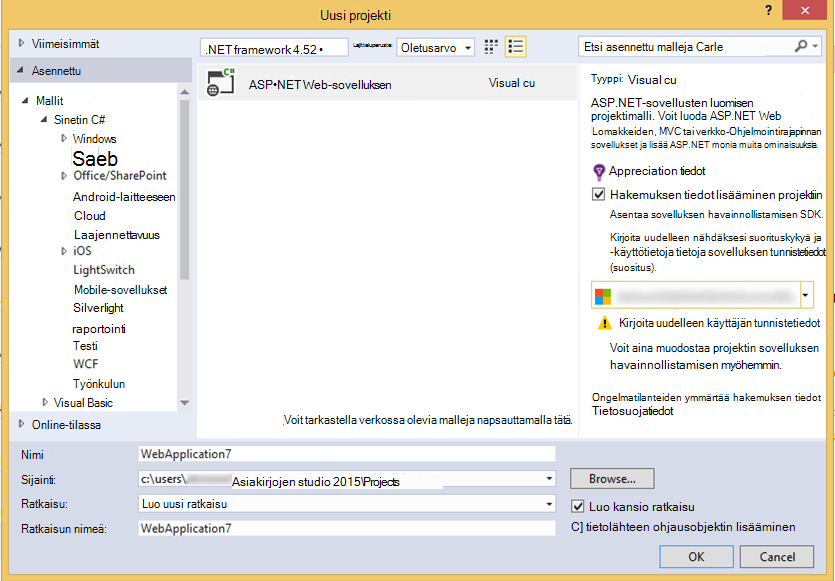 Uusi projekti
?
Viimeisimmät
.NET framework 4.52
Lajitteluperuste:
Oletusarvo
Etsi asennettu malleja Carle
Asennettu
ASP•NET Web-sovelluksen
Visual cu
Tyyppi: Visual cu
Mallit
Sinetin C#
Windows
Saeb
Office/SharePoint
Android-laitteeseen
Cloud
Laajennettavuus
iOS
LightSwitch
Mobile-sovellukset
Silverlight
raportointi
Testi
WCF
Työnkulun
Visual Basic
Online-tilassa
ASP.NET-sovellusten luomisen
projektimalli. Voit luoda ASP.NET Web
Lomakkeiden, MVC tai verkko-Ohjelmointirajapinnan
sovellukset ja lisää ASP.NET monia muita ominaisuuksia.
Appreciation tiedot
Hakemuksen tiedot lisääminen projektiin
Asentaa sovelluksen havainnollistamisen SDK.
Kirjoita uudelleen nähdäksesi suorituskykyä ja
-käyttötietoja tietoja sovelluksen tunnistetiedot
(suositus).
Kirjoita uudelleen käyttäjän tunnistetiedot
Voit aina muodostaa projektin sovelluksen
havainnollistamisen myöhemmin.
Ongelmatilanteiden ymmärtää hakemuksen tiedot
Tietosuojatiedot
Voit tarkastella verkossa olevia malleja napsauttamalla tätä.
Nimi
WebApplication7
Sijainti:
c:\users\
Asiakirjojen studio 2015\Projects
Browse...
Ratkaisu:
Luo uusi ratkaisu
Luo kansio ratkaisu
Ratkaisun nimeä:
WebApplication7
C] tietolähteen ohjausobjektin lisääminen
OK
Cancel